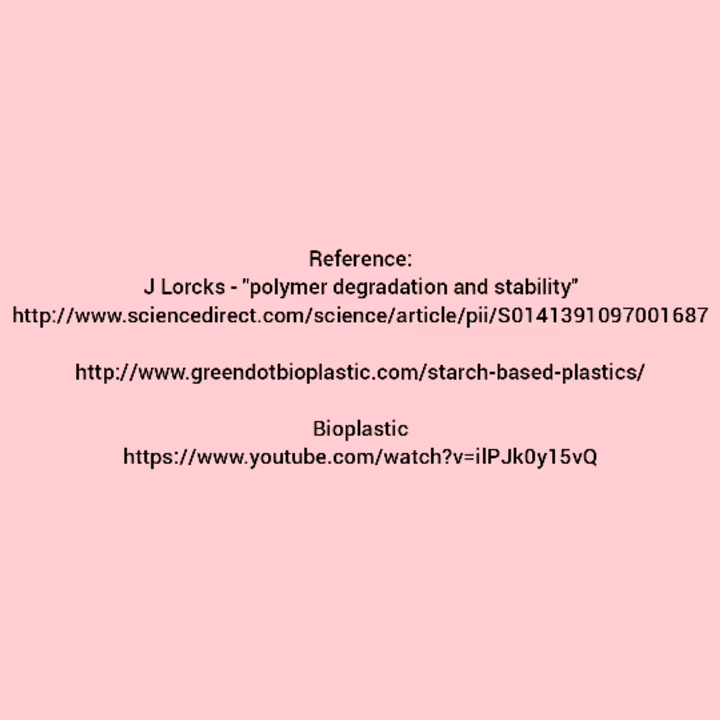 Reference:
J Lorcks - "polymer degradation and stability"
http://www.sciencedirect.com/science/article/pii/S0141391097001687
http://www.greendotbioplastic.com/starch-based-plastics/
Bioplastic
https://www.youtube.com/watch?v=ilPJk0y15vQ